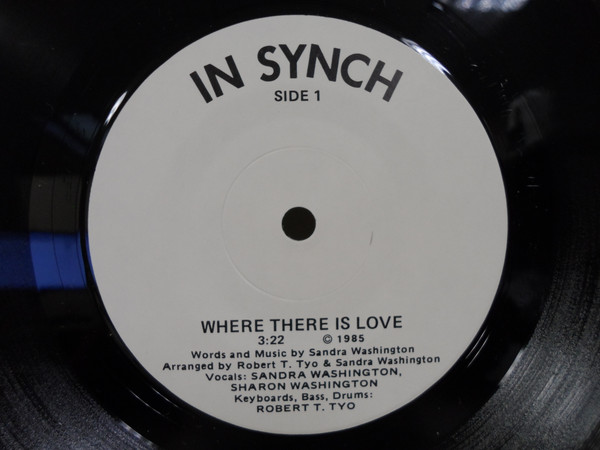 IN SYNCH
SIDE 1
WHERE THERE IS LOVE
3:22 © 1985
Words and Music by Sandra Washington
Arranged by Robert T. Tyo & Sandra Washington
Vocals: SANDRA WASHINGTON,
SHARON WASHINGTON
Keyboards, Bass, Drums:
ROBERT T. TYO